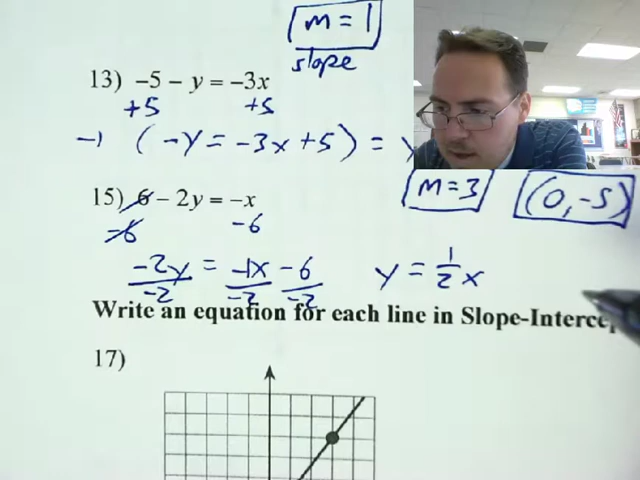 m = 1
slope
13) -5 - y = -3x
+5 +5
-1 (-y = -3x + 5) =
m = 3 (0, -5)
15) 6 - 2y = -x
-6 -6
-2y = -1x - 6 y = 1/2 x
-2 -2 -2
Write an equation for each line in Slope-Interce
17)